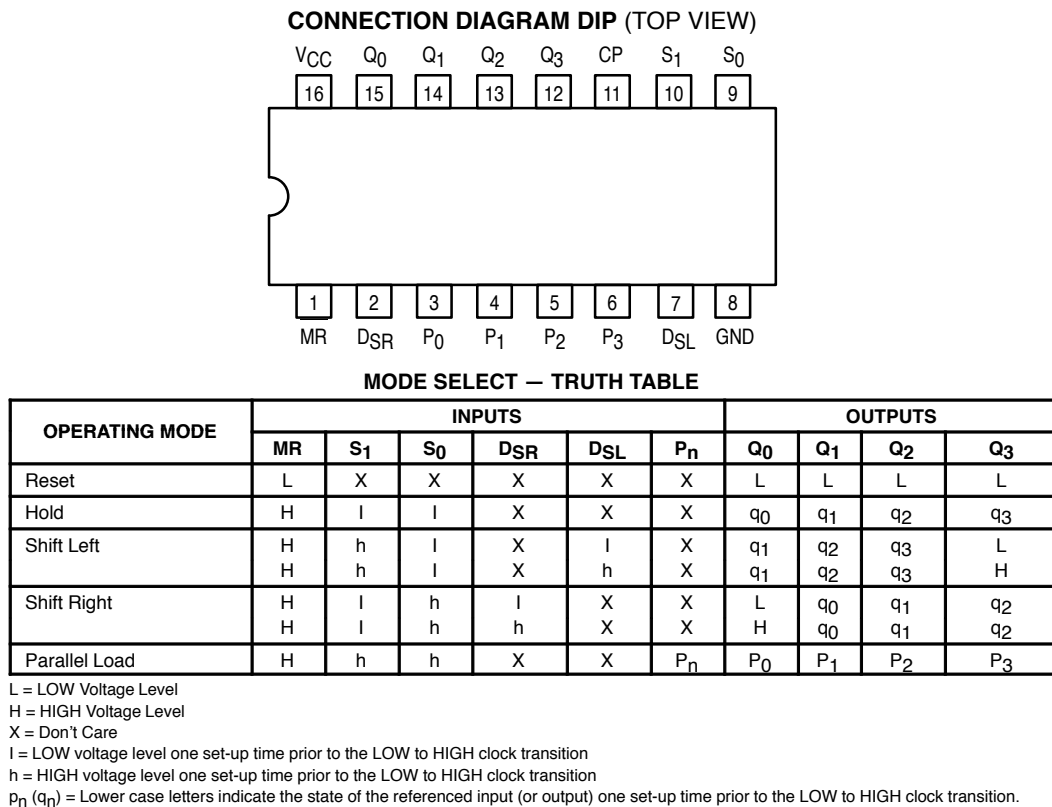 CONNECTION DIAGRAM DIP (TOP VIEW)
VCC Q0 Q1 Q2 Q3 CP S1 S0
16 15 14 13 12 11 10 9
1 2 3 4 5 6 7 8
MR DSR P0 P1 P2 P3 DSL GND
MODE SELECT — TRUTH TABLE
OPERATING MODE INPUTS OUTPUTS
MR S1 S0 DSR DSL Pn Q0 Q1 Q2 Q3
Reset L X X X X X L L L L
Hold H l l X X X q0 q1 q2 q3
Shift Left H h l X l X q1 q2 q3 L
H h l X h X q1 q2 q3 H
Shift Right H l h l X X L q0 q1 q2
H l h h X X H q0 q1 q2
Parallel Load H h h X X Pn P0 P1 P2 P3
L = LOW Voltage Level
H = HIGH Voltage Level
X = Don't Care
l = LOW voltage level one set-up time prior to the LOW to HIGH clock transition
h = HIGH voltage level one set-up time prior to the LOW to HIGH clock transition
pn (qn) = Lower case letters indicate the state of the referenced input (or output) one set-up time prior to the LOW to HIGH clock transition.